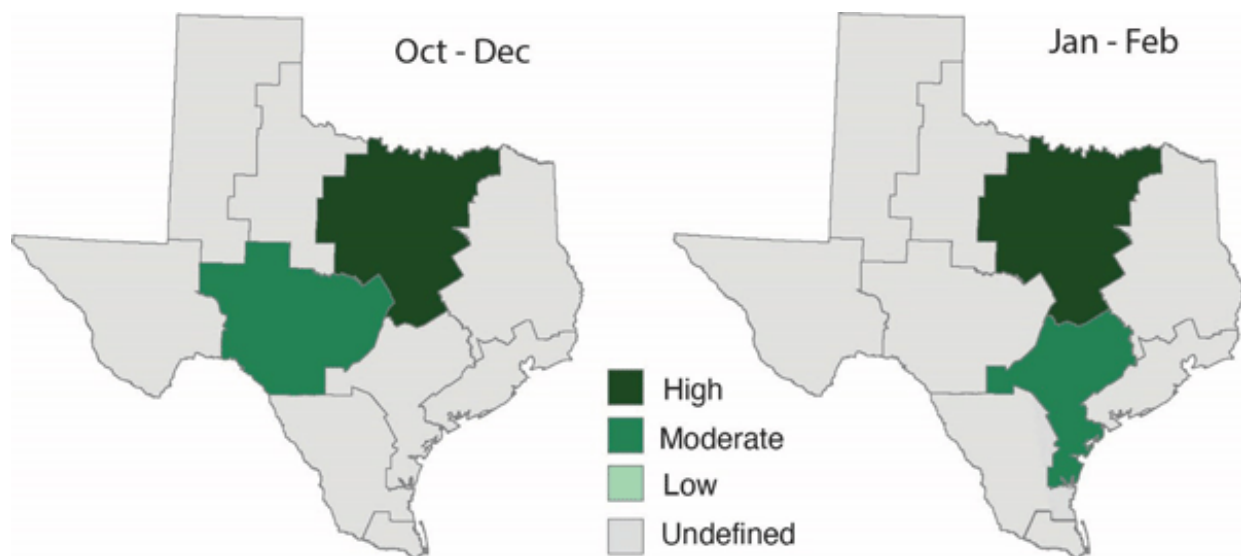 Oct - Dec
Jan - Feb
High
Moderate
Low
Undefined